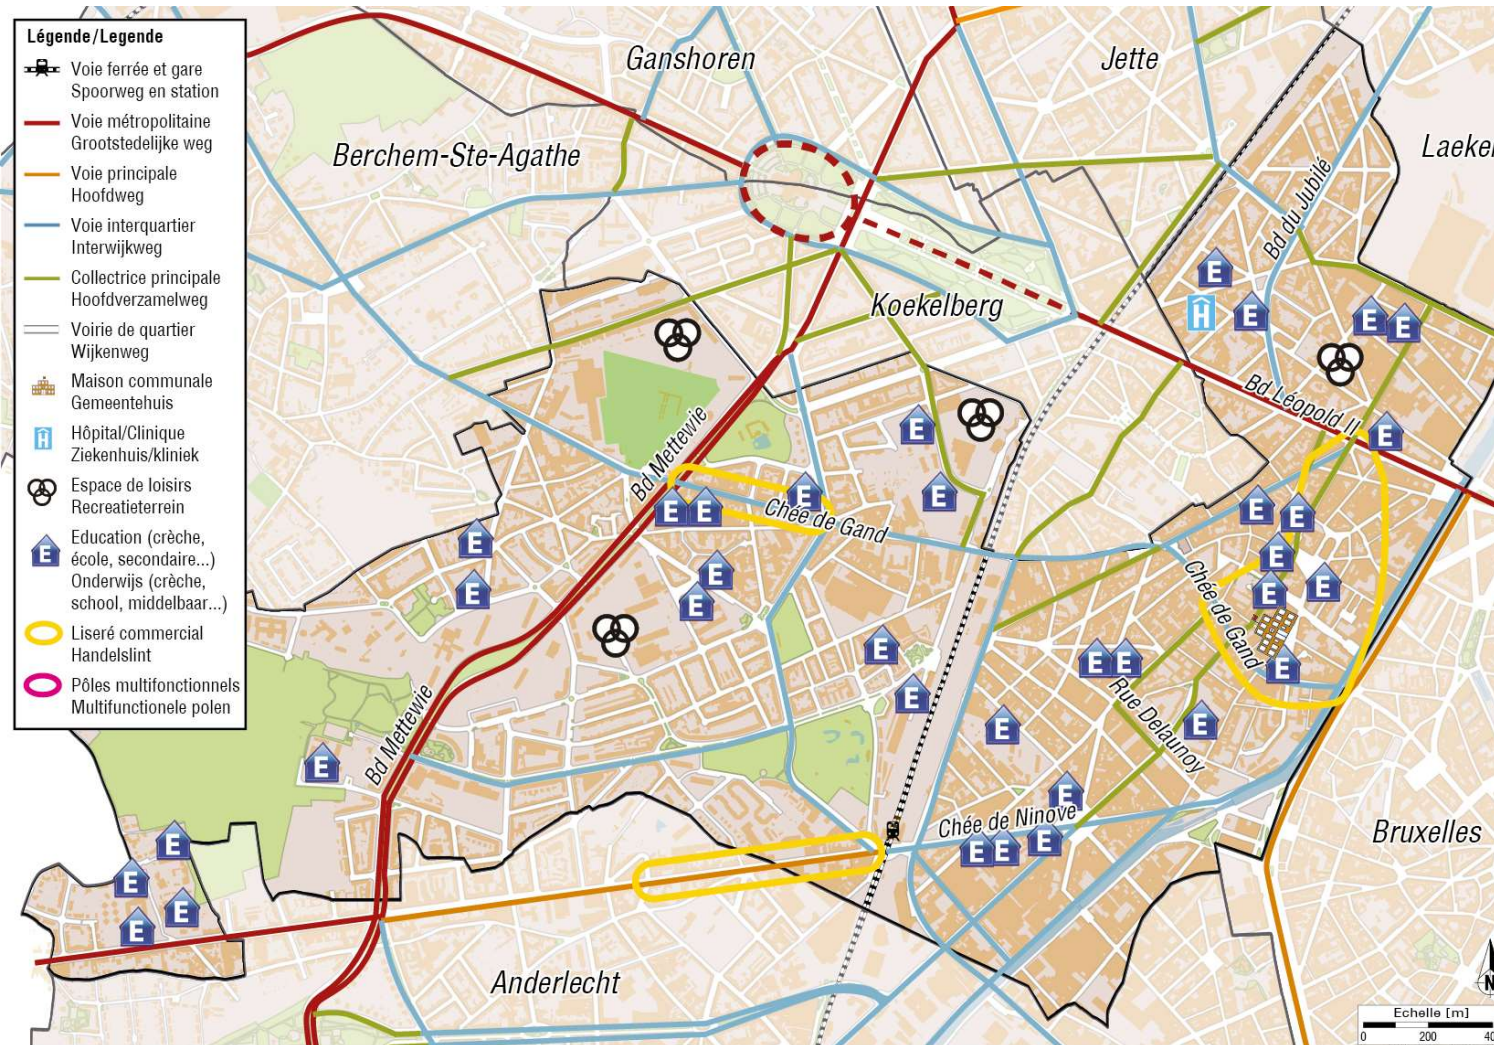 Légende/Legende
Voie ferrée et gare
Spoorweg en station
Voie métropolitaine
Grootstedelijke weg
Voie principale
Hoofdweg
Voie interquartier
Interwijkweg
Collectrice principale
Hoofdverzamelweg
Voirie de quartier
Wijkenweg
Maison communale
Gemeentehuis
H
Hôpital/Clinique
Ziekenhuis/kliniek
Espace de loisirs
Recreatieterrein
E
Education (crèche,
école, secondaire...)
Onderwijs (crèche,
school, middelbaar...)
Liseré commercial
Handelslint
Pôles multifonctionnels
Multifunctionele polen
Ganshoren
Jette
Berchem-Ste-Agathe
Laeke
Bd du Jubilé
E
H
E
E
E
Koekelberg
Bd Léopold II
E
Bd Mettewie
E
E
E
E
E
Chée de Gand
E
E
E
E
E
E
E
E
E
Chée de Gand
E
E
E
E
E
E
E
Rue Delaunoy
E
Bd Mettewie
E
E
E
Chée de Ninove
E
E
E
Bruxelles
E
E
E
E
Anderlecht
N
Echelle [m]
0 200 40